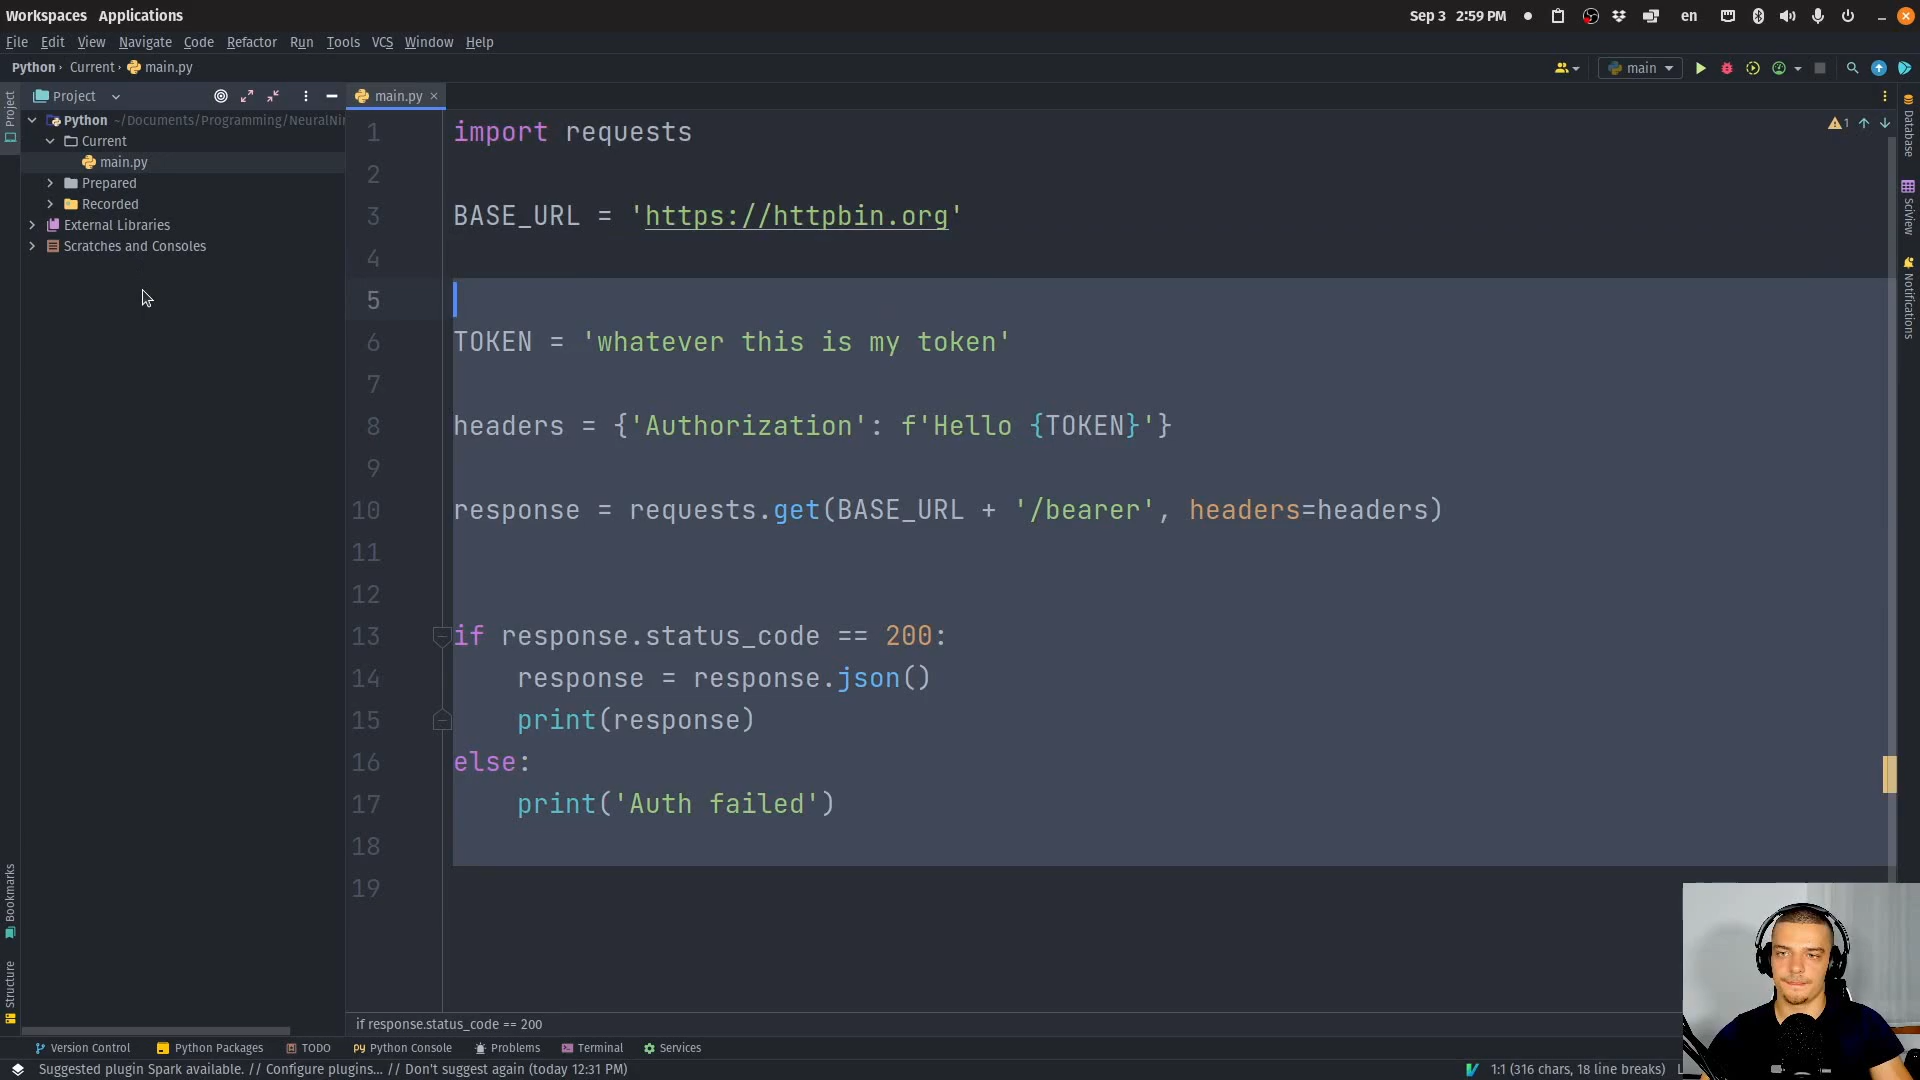 Workspaces Applications
Sep 3 2:59 PM en
File Edit View Navigate Code Refactor Run Tools VCS Window Help
Python › Current › main.py
main
Project
main.py ×
Python ~/Documents/Programming/NeuralNin
Current
main.py
Prepared
Recorded
External Libraries
Scratches and Consoles
1 import requests
2
3 BASE_URL = 'https://httpbin.org'
4
5
6 TOKEN = 'whatever this is my token'
7
8 headers = {'Authorization': f'Hello {TOKEN}'}
9
10 response = requests.get(BASE_URL + '/bearer', headers=headers)
11
12
13 if response.status_code == 200:
14 response = response.json()
15 print(response)
16 else:
17 print('Auth failed')
18
19
1
Project
Bookmarks
Structure
Database
SciView
Notifications
if response.status_code == 200
Version Control Python Packages TODO Python Console Problems Terminal Services
Suggested plugin Spark available. // Configure plugins... // Don't suggest again (today 12:31 PM)
1:1 (316 chars, 18 line breaks)